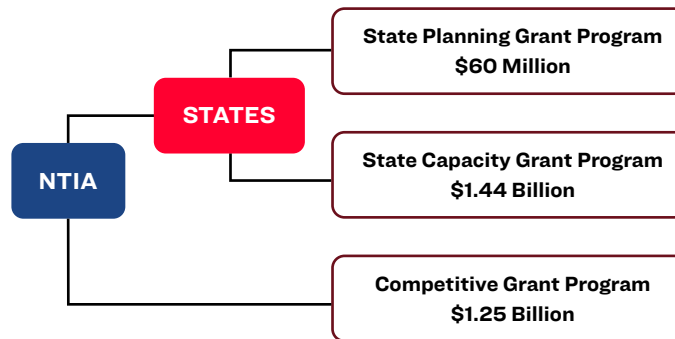 State Planning Grant Program
$60 Million
STATES
State Capacity Grant Program
$1.44 Billion
NTIA
Competitive Grant Program
$1.25 Billion